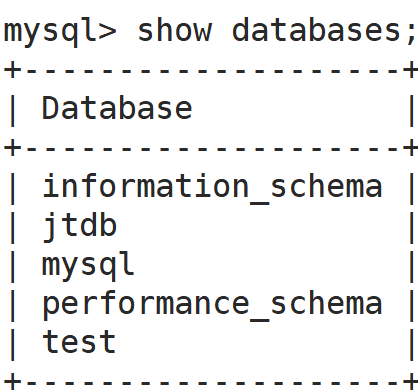 mysql> show databases;
+--------------------+
| Database           |
+--------------------+
| information_schema |
| jtdb               |
| mysql              |
| performance_schema |
| test               |
+--------------------+